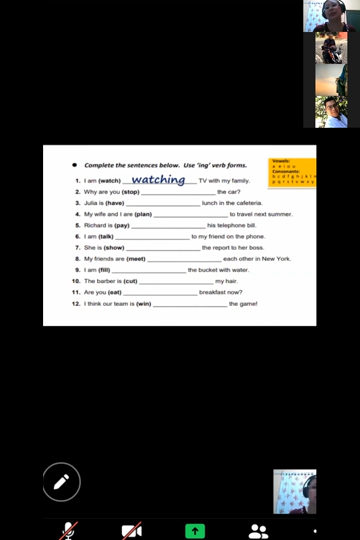 Complete the sentences below. Use 'ing' verb forms.
1. I am (watch) watching TV with my family.
2. Why are you (stop) the car?
3. Julia is (have) lunch in the cafeteria.
4. My wife and I are (plan) to travel next summer.
5. Richard is (pay) his telephone bill.
6. I am (talk) to my friend on the phone.
7. She is (show) the report to her boss.
8. My friends are (meet) each other in New York.
9. I am (fill) the bucket with water.
10. The barber is (cut) my hair.
11. Are you (eat) breakfast now?
12. I think our team is (win) the game!
Vowels:
a e i o u
Consonants:
b c d f g h j k l
p q r s t v w x y